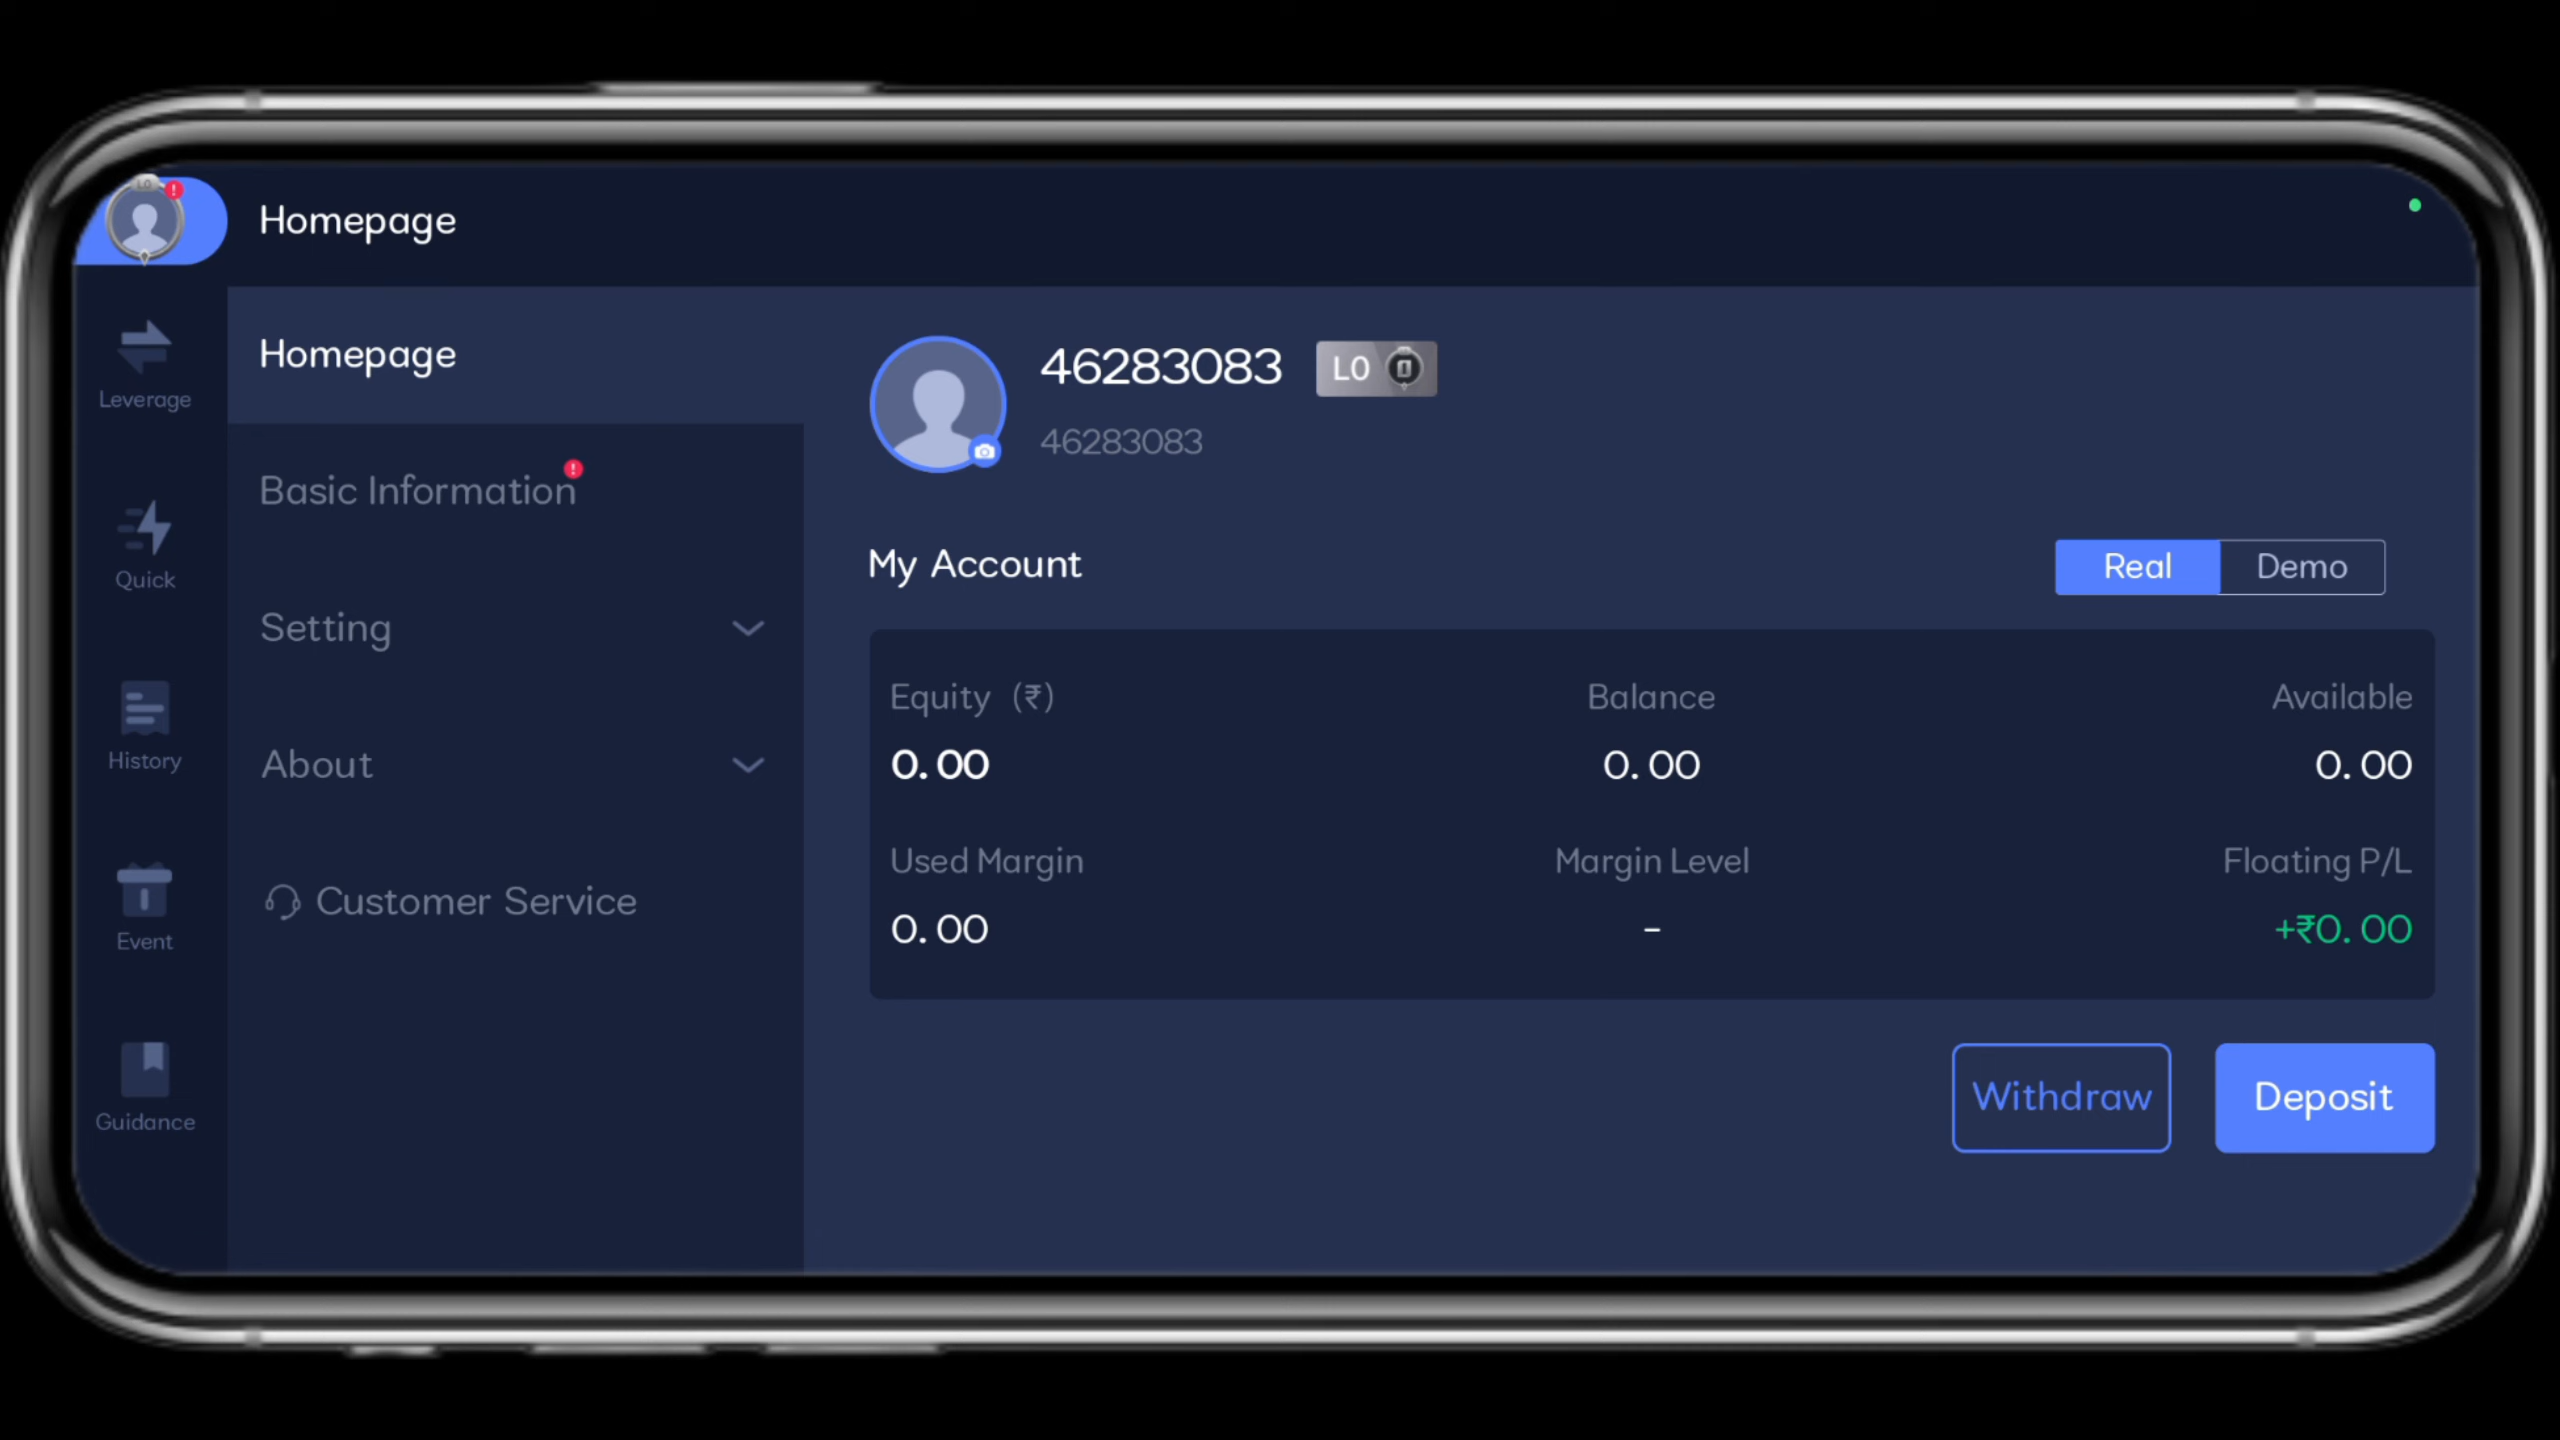 L0
Homepage
Leverage
Quick
History
Event
Guidance
Homepage
Basic Information
Setting
About
Customer Service
46283083
L0
46283083
My Account
Real
Demo
Equity (₹)
Balance
Available
0.00
0.00
0.00
Used Margin
Margin Level
Floating P/L
0.00
-
+₹0.00
Withdraw
Deposit